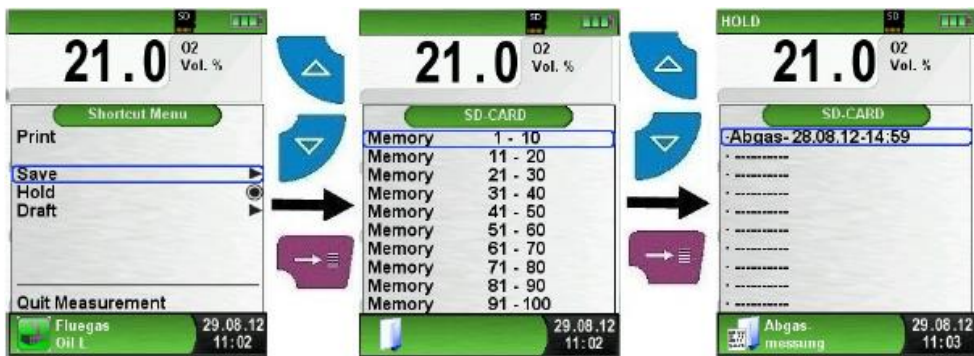 SD
21.0 O2 Vol. %
Shortcut Menu
Print
Save
Hold
Draft
Quit Measurement
Fluegas 29.08.12
Oil L 11:02
SD
21.0 O2 Vol. %
SD-CARD
Memory 1 - 10
Memory 11 - 20
Memory 21 - 30
Memory 31 - 40
Memory 41 - 50
Memory 51 - 60
Memory 61 - 70
Memory 71 - 80
Memory 81 - 90
Memory 91 - 100
29.08.12
11:02
HOLD SD
21.0 O2 Vol. %
SD-CARD
·Abgas- 28.08.12-14:59
· ----------
· ----------
· ----------
· ----------
· ----------
· ----------
· ----------
· ----------
· ----------
Abgas- 29.08.12
messung 11:03